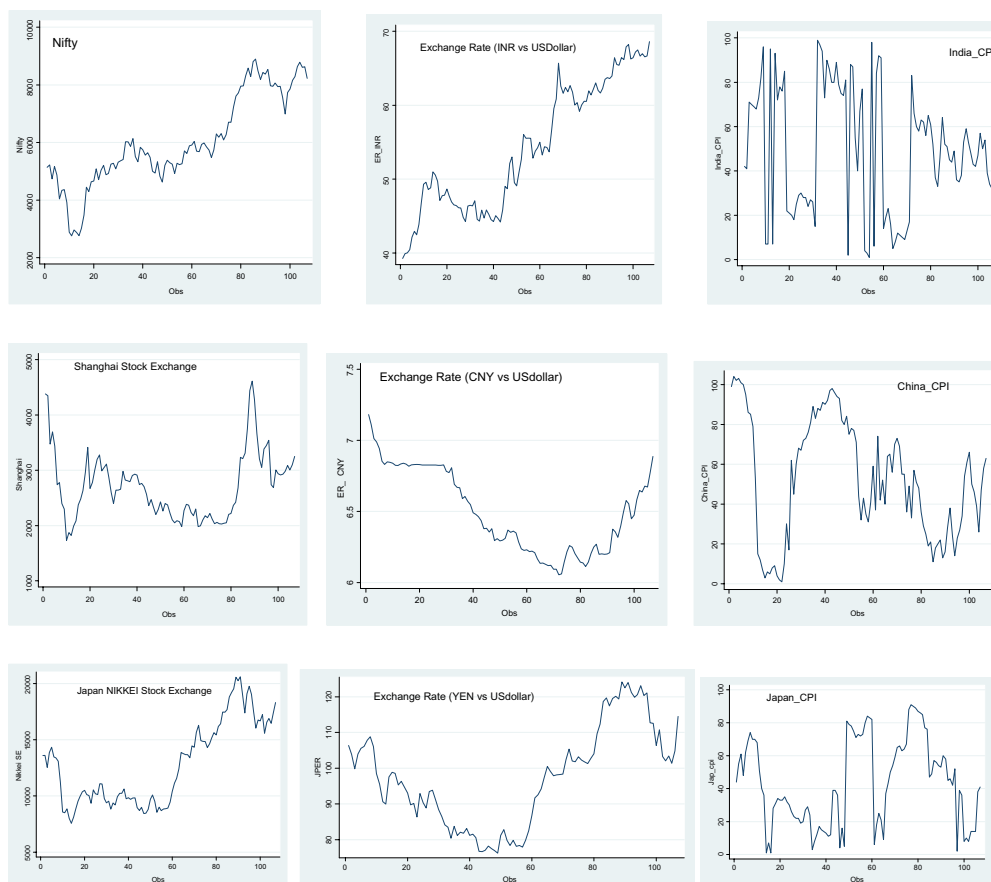 Nifty
Nifty
10000
8000
6000
4000
2000
0 20 40 60 80 100
Obs
Exchange Rate (INR vs USDollar)
ER_INR
70
60
50
40
0 20 40 60 80 100
Obs
India_CP
India_CPI
100
80
60
40
20
0
0 20 40 60 80 100
Obs
Shanghai Stock Exchange
Shanghai
5000
4000
3000
2000
1000
0 20 40 60 80 100
Obs
Exchange Rate (CNY vs USdollar)
ER_ CNY
7.5
7
6.5
6
0 20 40 60 80 100
Obs
China_CPI
China_CPI
100
80
60
40
20
0
0 20 40 60 80 100
Obs
Japan NIKKEI Stock Exchange
Nikkei SE
20000
15000
10000
5000
0 20 40 60 80 100
Obs
Exchange Rate (YEN vs USdollar)
JPER
120
110
100
90
80
0 20 40 60 80 100
Obs
Japan_CPI
Jap_cpi
100
80
60
40
20
0
0 20 40 60 80 100
Obs